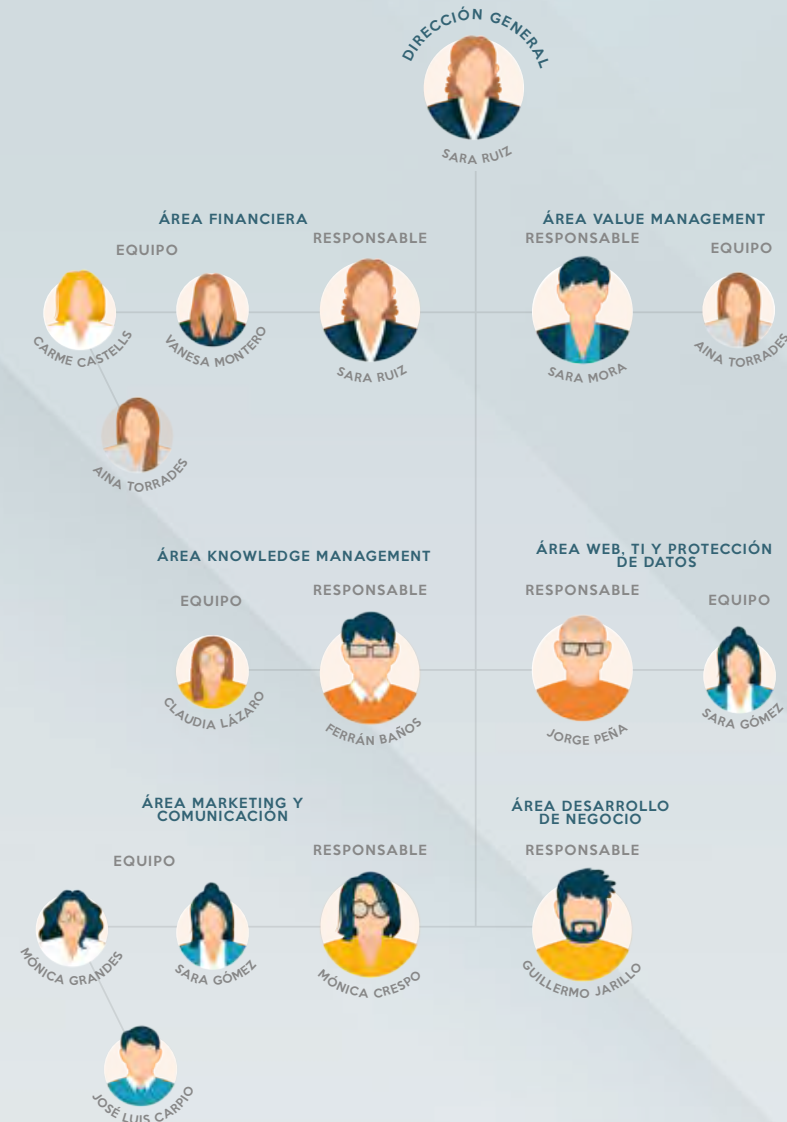 DIRECCIÓN GENERAL
SARA RUIZ
ÁREA FINANCIERA
EQUIPO
RESPONSABLE
CARME CASTELLS
VANESA MONTERO
SARA RUIZ
AINA TORRADES
ÁREA VALUE MANAGEMENT
RESPONSABLE
EQUIPO
SARA MORA
AINA TORRADES
ÁREA KNOWLEDGE MANAGEMENT
EQUIPO
RESPONSABLE
CLAUDIA LÁZARO
FERRÁN BAÑOS
ÁREA WEB, TI Y PROTECCIÓN
DE DATOS
RESPONSABLE
EQUIPO
JORGE PEÑA
SARA GÓMEZ
ÁREA MARKETING Y
COMUNICACIÓN
EQUIPO
RESPONSABLE
MÓNICA GRANDES
SARA GÓMEZ
MÓNICA CRESPO
JOSÉ LUIS CARPIO
ÁREA DESARROLLO
DE NEGOCIO
RESPONSABLE
GUILLERMO JARILLO